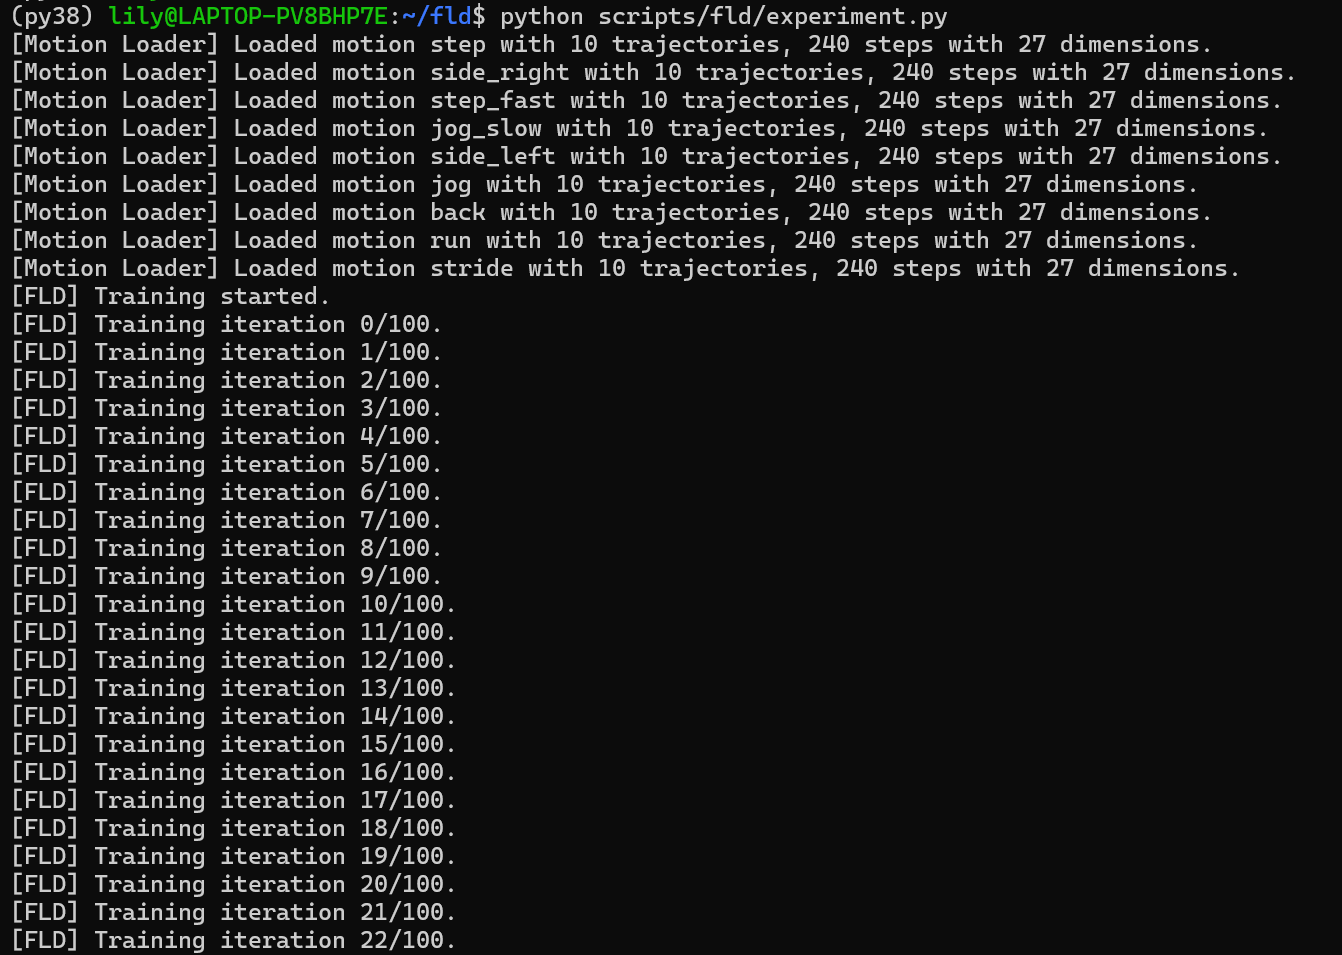 (py38) lily@LAPTOP-PV8BHP7E:~/fld$ python scripts/fld/experiment.py
[Motion Loader] Loaded motion step with 10 trajectories, 240 steps with 27 dimensions.
[Motion Loader] Loaded motion side_right with 10 trajectories, 240 steps with 27 dimensions.
[Motion Loader] Loaded motion step_fast with 10 trajectories, 240 steps with 27 dimensions.
[Motion Loader] Loaded motion jog_slow with 10 trajectories, 240 steps with 27 dimensions.
[Motion Loader] Loaded motion side_left with 10 trajectories, 240 steps with 27 dimensions.
[Motion Loader] Loaded motion jog with 10 trajectories, 240 steps with 27 dimensions.
[Motion Loader] Loaded motion back with 10 trajectories, 240 steps with 27 dimensions.
[Motion Loader] Loaded motion run with 10 trajectories, 240 steps with 27 dimensions.
[Motion Loader] Loaded motion stride with 10 trajectories, 240 steps with 27 dimensions.
[FLD] Training started.
[FLD] Training iteration 0/100.
[FLD] Training iteration 1/100.
[FLD] Training iteration 2/100.
[FLD] Training iteration 3/100.
[FLD] Training iteration 4/100.
[FLD] Training iteration 5/100.
[FLD] Training iteration 6/100.
[FLD] Training iteration 7/100.
[FLD] Training iteration 8/100.
[FLD] Training iteration 9/100.
[FLD] Training iteration 10/100.
[FLD] Training iteration 11/100.
[FLD] Training iteration 12/100.
[FLD] Training iteration 13/100.
[FLD] Training iteration 14/100.
[FLD] Training iteration 15/100.
[FLD] Training iteration 16/100.
[FLD] Training iteration 17/100.
[FLD] Training iteration 18/100.
[FLD] Training iteration 19/100.
[FLD] Training iteration 20/100.
[FLD] Training iteration 21/100.
[FLD] Training iteration 22/100.